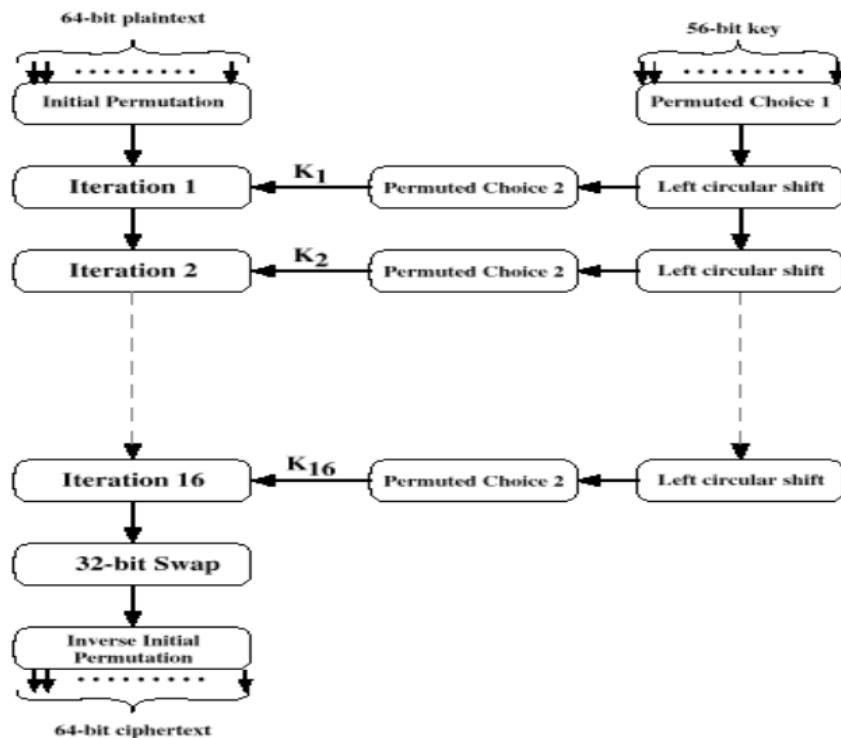 64-bit plaintext
56-bit key
Initial Permutation
Permuted Choice 1
Iteration 1
K1
Permuted Choice 2
Left circular shift
Iteration 2
K2
Permuted Choice 2
Left circular shift
Iteration 16
K16
Permuted Choice 2
Left circular shift
32-bit Swap
Inverse Initial
Permutation
64-bit ciphertext